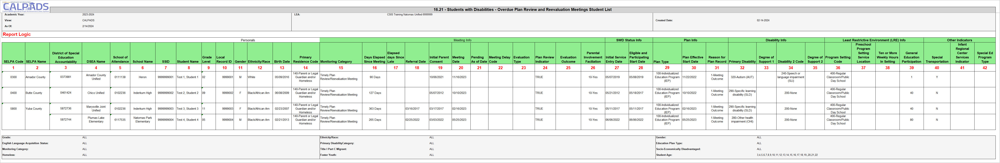 California DEPARTMENT OF EDUCATION
CALPADS
California Longitudinal Pupil Achievement Data System
16.21 - Students with Disabilities - Overdue Plan Review and Reevaluation Meetings Student List
Academic Year: 2023-2024 LEA: CSIS Training Natomas Unified-9999999
View: CALPADS Created Date: 02-14-2024
As Of: 2/14/2024
Report Logic
Personals Meeting Info SWD Status Info Plan Info Disability Info Least Restrictive Environment (LRE) Info Other Indicators
SELPA Code SELPA Name District of Special Education Accountability DSEA Name School of Attendance School Name SSID Student Name Grade Level Local Record ID Gender Ethnicity/Race Birth Date Primary Residence Code Monitoring Category Days Elapsed Since Meeting Elapsed days Since Late Referral Date Initial Parent Consent Meeting Date Pending As of Date Meeting Delay Code Evaluation Type Plan Review Indicator Evaluation Outcome Parental Involvement Faciliation Initial Service Entry Date Eligible and Participating Start Date Plan Type Plan Effective Start Date Reason for Plan Record Primary Disability Degree of Support 1 Disability 2 Code Degree of Support 2 Program Setting Code Preschool Program Setting Service Location Ten or More Weekly Hours In Setting General Education Participation Special Transportation Infant Regional Center Services Indicator Special Ed Program Type
1 2 3 4 5 6 7 8 9 10 11 12 13 14 15 16 17 18 19 20 21 22 23 24 25 26 27 28 29 30 31 32 33 34 35 36 37 38 39 40 41 42
0300 Amador County 0373981 Amador County Unified 0111138 Heron 9999999001 Test 1, Student 1 02 9999001 M White 05/09/2016 140-Parent or Legal Guardian and/or Homeless Timely Plan Review/Reevaluation Meeting 90 Days 10/06/2021 11/16/2023 TRUE 10-Yes 05/07/2019 05/08/2019 100-Individualized Education Program (IEP) 11/22/2022 1-Meeting Outcome 320-Autism (AUT) 240-Speech or language impairment (SLI) 400-Regular Classroom/Public Day School 1 Y
0400 Butte County 0461424 Chico Unified 0102236 Inderkum High 9999999002 Test 2, Student 2 09 9999002 F Black/African Am 06/08/2009 140-Parent or Legal Guardian and/or Homeless Timely Plan Review/Reevaluation Meeting 127 Days 05/07/2012 10/10/2023 TRUE 10-Yes 05/21/2012 05/18/2017 100-Individualized Education Program (IEP) 10/10/2022 1-Meeting Outcome 290-Specific learning disability (SLD) 200-None 400-Regular Classroom/Public Day School 40 N
5800 Yuba County 5872736 Marysville Joint Unified 0102236 Inderkum High 9999999003 Test 3, Student 3 11 9999003 F Black/African Am 02/23/2007 140-Parent or Legal Guardian and/or Homeless Timely Plan Review/Reevaluation Meeting 363 Days 03/16/2017 03/17/2017 02/16/2023 TRUE 10-Yes 05/11/2017 05/11/2017 100-Individualized Education Program (IEP) 02/16/2023 1-Meeting Outcome 290-Specific learning disability (SLD) 200-None 400-Regular Classroom/Public Day School 40 N
5872744 Plumas Lake Elementary 6117535 Natomas Park Elementary 9999999004 Test 4, Student 4 05 9999004 M Black/African Am 02/21/2013 140-Parent or Legal Guardian and/or Homeless Timely Plan Review/Reevaluation Meeting 265 Days 02/25/2022 03/03/2022 05/25/2023 TRUE 10-Yes 06/06/2022 06/06/2022 100-Individualized Education Program (IEP) 05/25/2023 1-Meeting Outcome 280-Other health impairment (OHI) 200-None 400-Regular Classroom/Public Day School 80 N
Grade: ALL Ethnicity/Race: ALL Gender: ALL
English Language Acquisition Status: ALL Primary DisabilityCategory: ALL Education Plan Type: ALL
Monitoring Category: ALL Title I Part C Migrant: ALL Socio-Economically Disadvantaged: ALL
Homeless: ALL Foster Youth: ALL Student Age: 3,4,5,6,7,8,9,10,11,12,13,14,15,16,17,18,19,,20,21,22